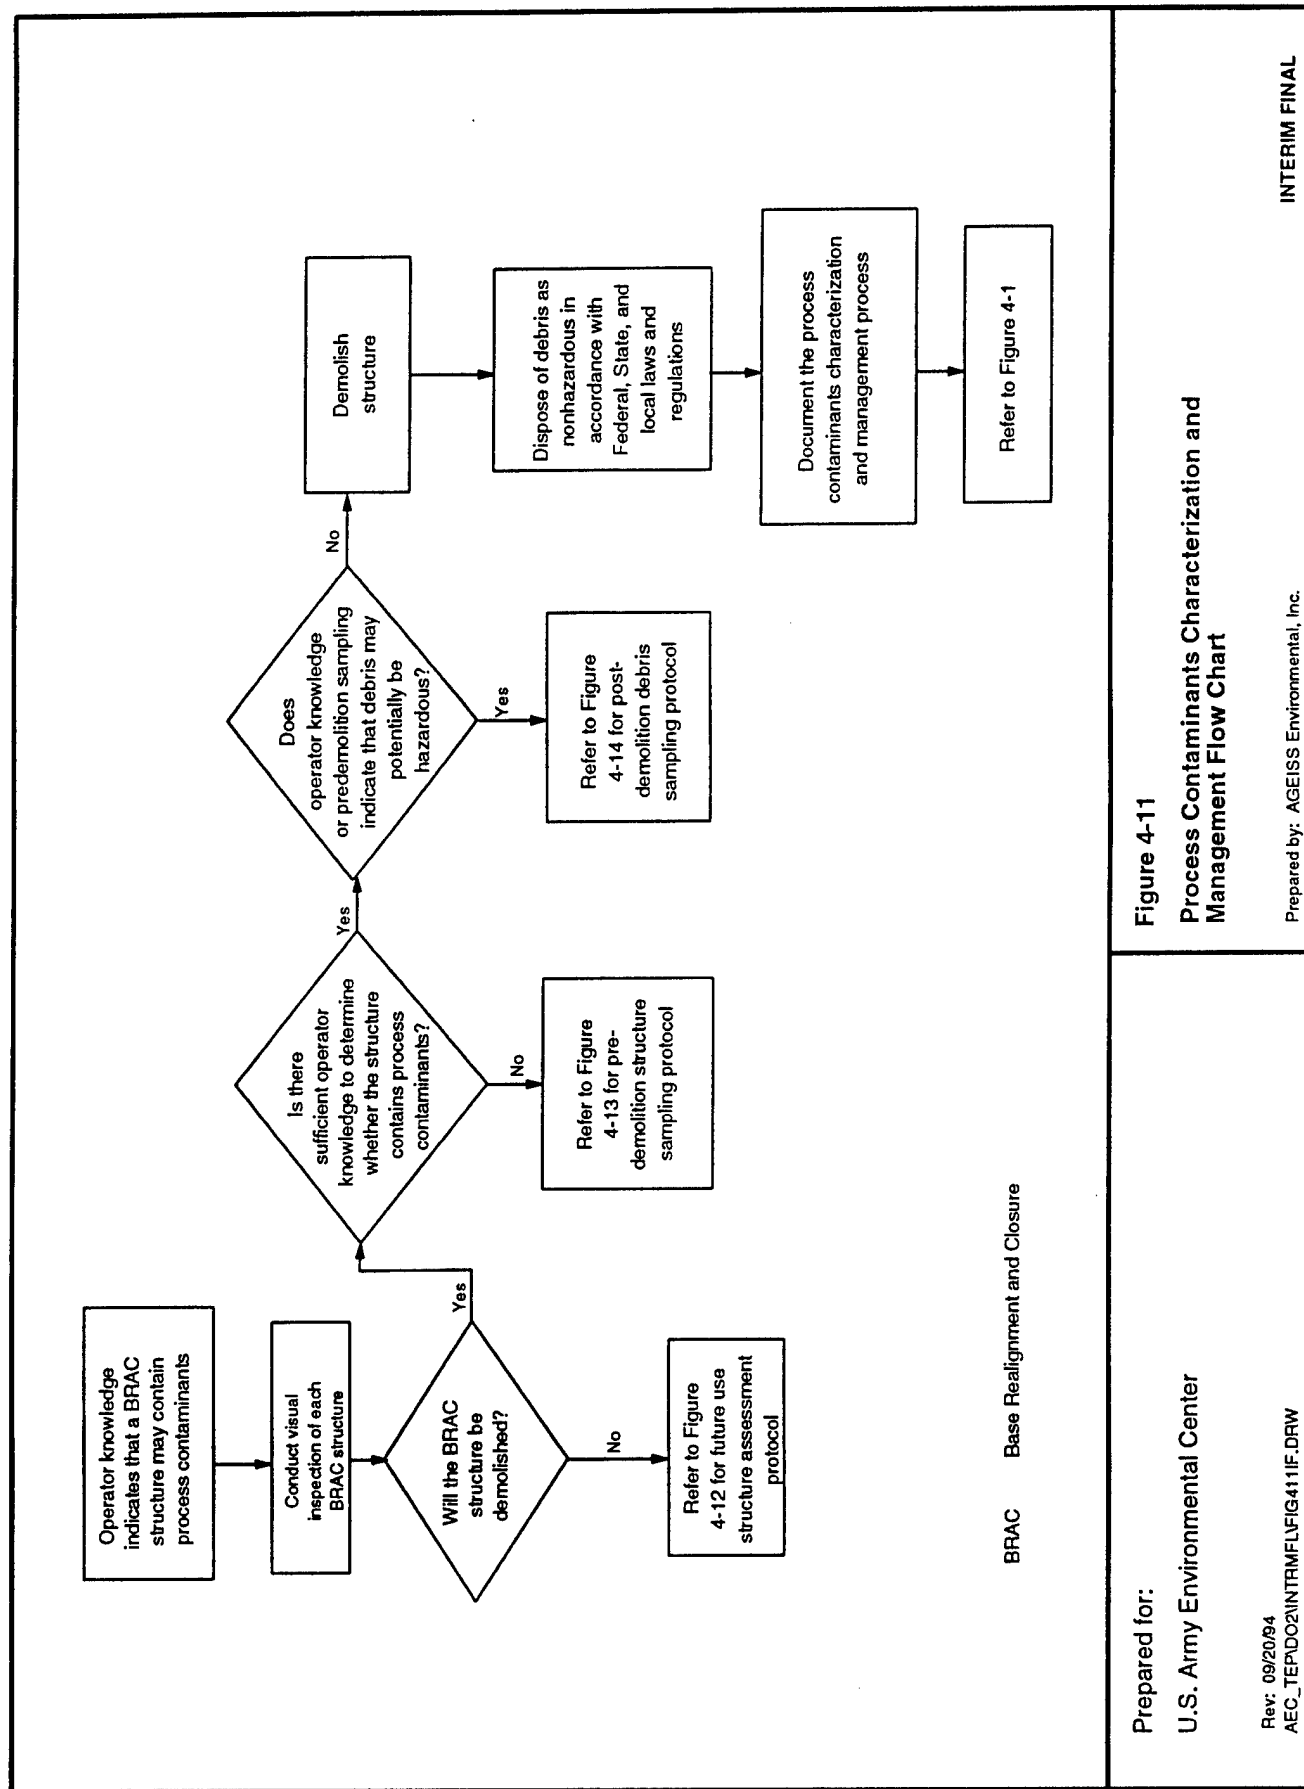 Operator knowledge
indicates that a BRAC
structure may contain
process contaminants
Conduct visual
inspection of each
BRAC structure
Will the BRAC
structure be
demolished?
Yes
No
Refer to Figure
4-12 for future use
structure assessment
protocol
Is there
sufficient operator
knowledge to determine
whether the structure
contains process
contaminants?
Yes
No
Refer to Figure
4-13 for pre-
demolition structure
sampling protocol
Does
operator knowledge
or predemolition sampling
indicate that debris may
potentially be
hazardous?
No
Yes
Refer to Figure
4-14 for post-
demolition debris
sampling protocol
Demolish
structure
Dispose of debris as
nonhazardous in
accordance with
Federal, State, and
local laws and
regulations
Document the process
contaminants characterization
and management process
Refer to Figure 4-1
BRAC Base Realignment and Closure
Prepared for:
U.S. Army Environmental Center
Rev: 09/20/94
AEC_TEP\DO2\INTRMFL\FIG411IF.DRW
Figure 4-11
Process Contaminants Characterization and
Management Flow Chart
Prepared by: AGEISS Environmental, Inc.
INTERIM FINAL